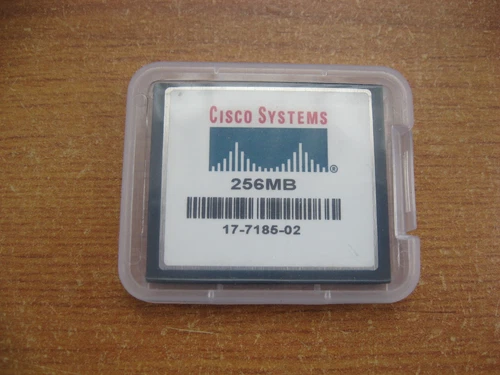 CISCO SYSTEMS
®
256MB
17-7185-02